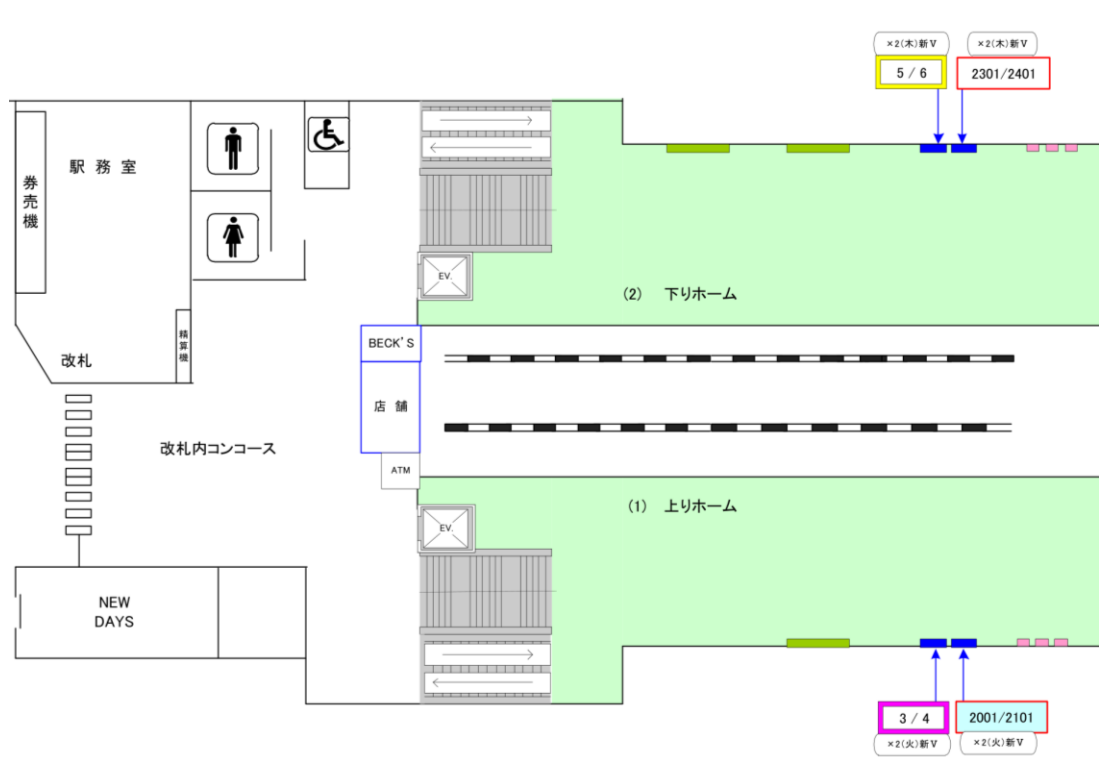 ×2(木)新V
×2(木)新V
5 / 6
2301/2401
駅 務 室
券売機
EV.
(2) 下りホーム
精算機
BECK'S
改札
店 舗
改札内コンコース
ATM
(1) 上りホーム
EV.
NEW
DAYS
3 / 4
2001/2101
×2(火)新V
×2(火)新V